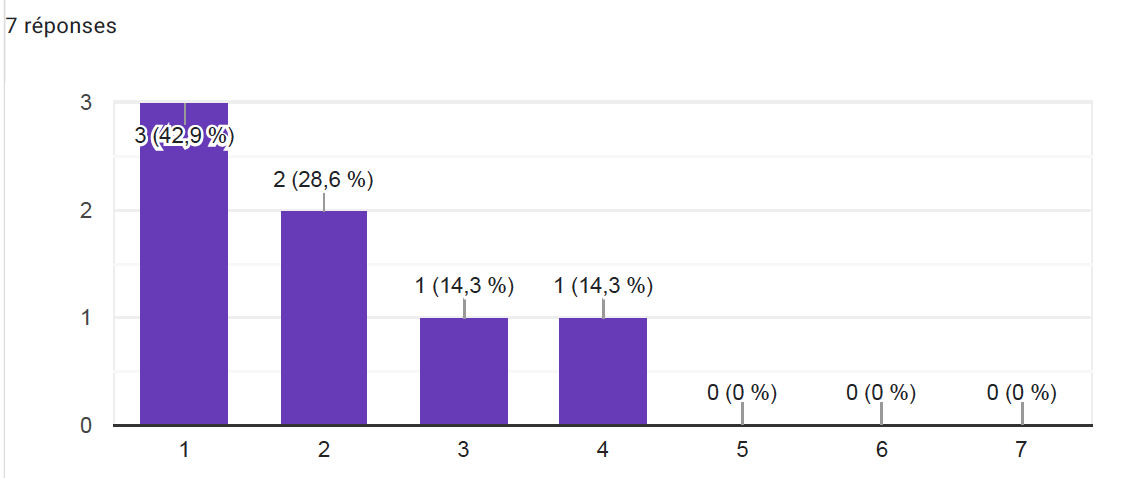 7 réponses
3
3 (42,9 %)
2 (28,6 %)
2
1 (14,3 %) 1 (14,3 %)
1
0 (0 %) 0 (0 %) 0 (0 %)
0
1 2 3 4 5 6 7